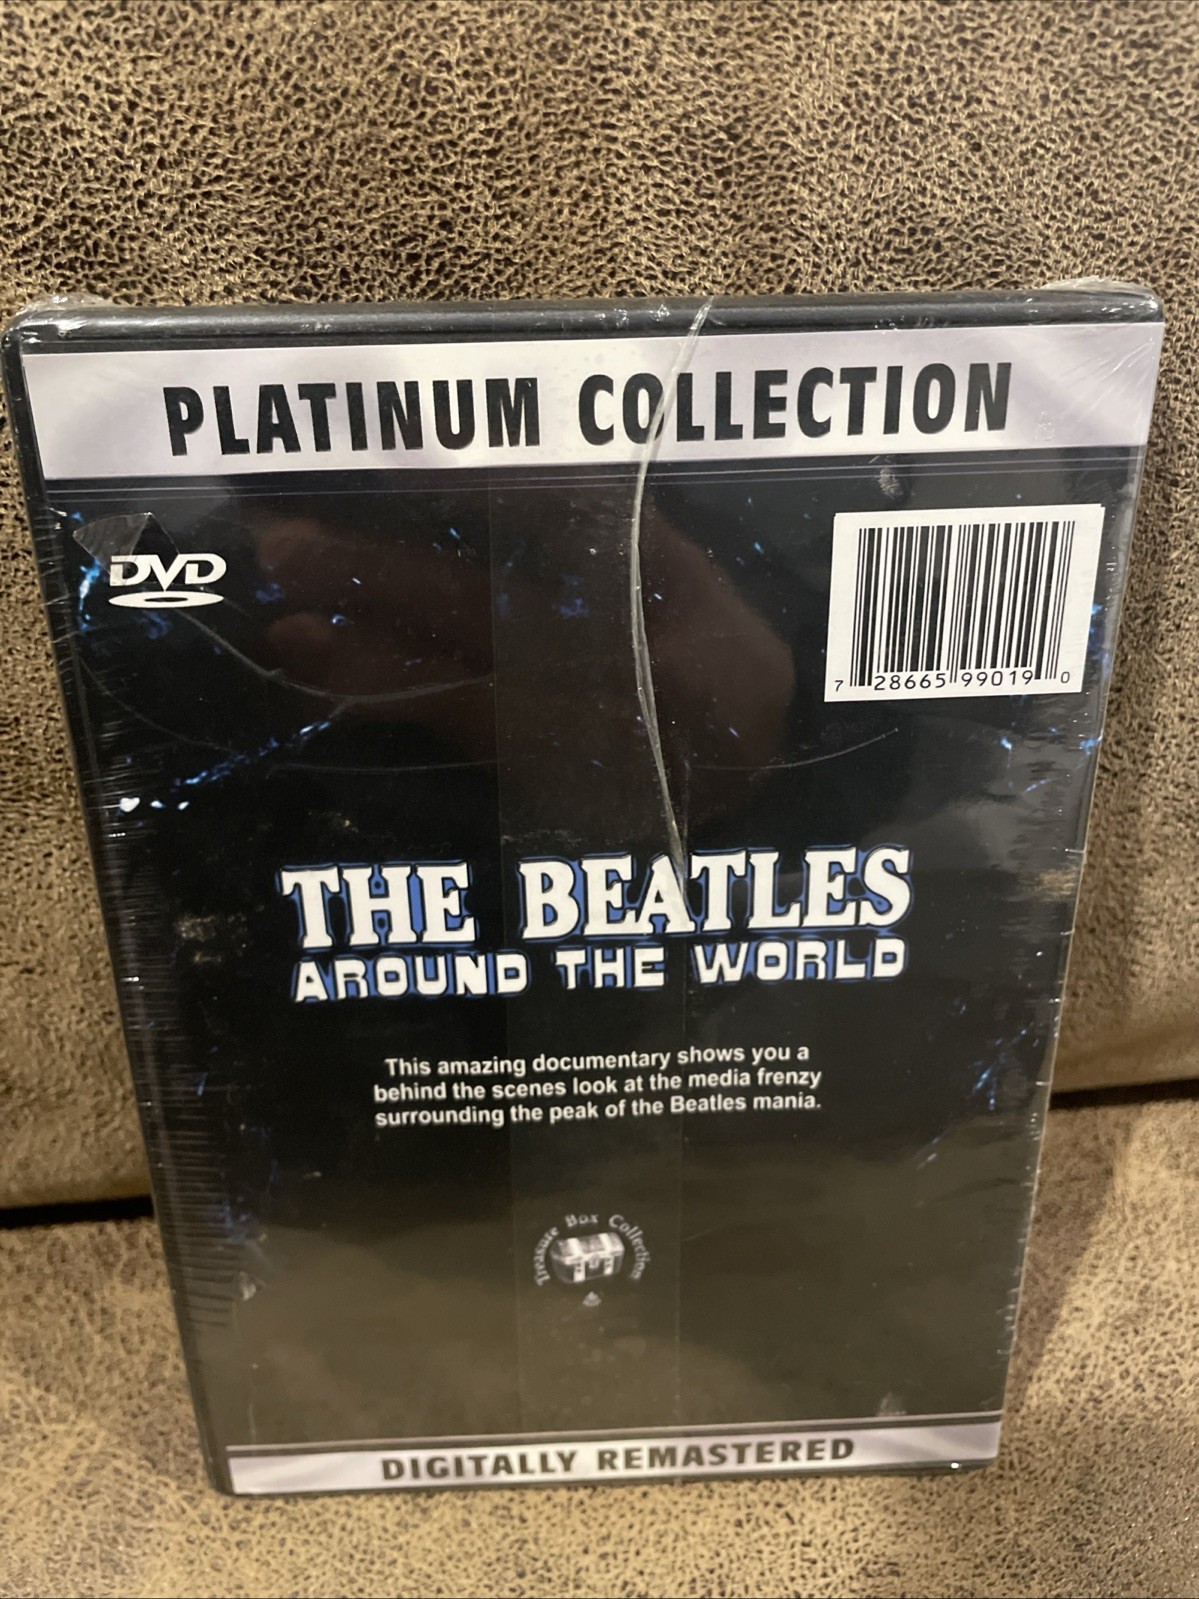 PLATINUM COLLECTION
DVD
7 28665 99019 0
THE BEATLES
AROUND THE WORLD
This amazing documentary shows you a
behind the scenes look at the media frenzy
surrounding the peak of the Beatles mania.
Treasure Box Collection
DIGITALLY REMASTERED